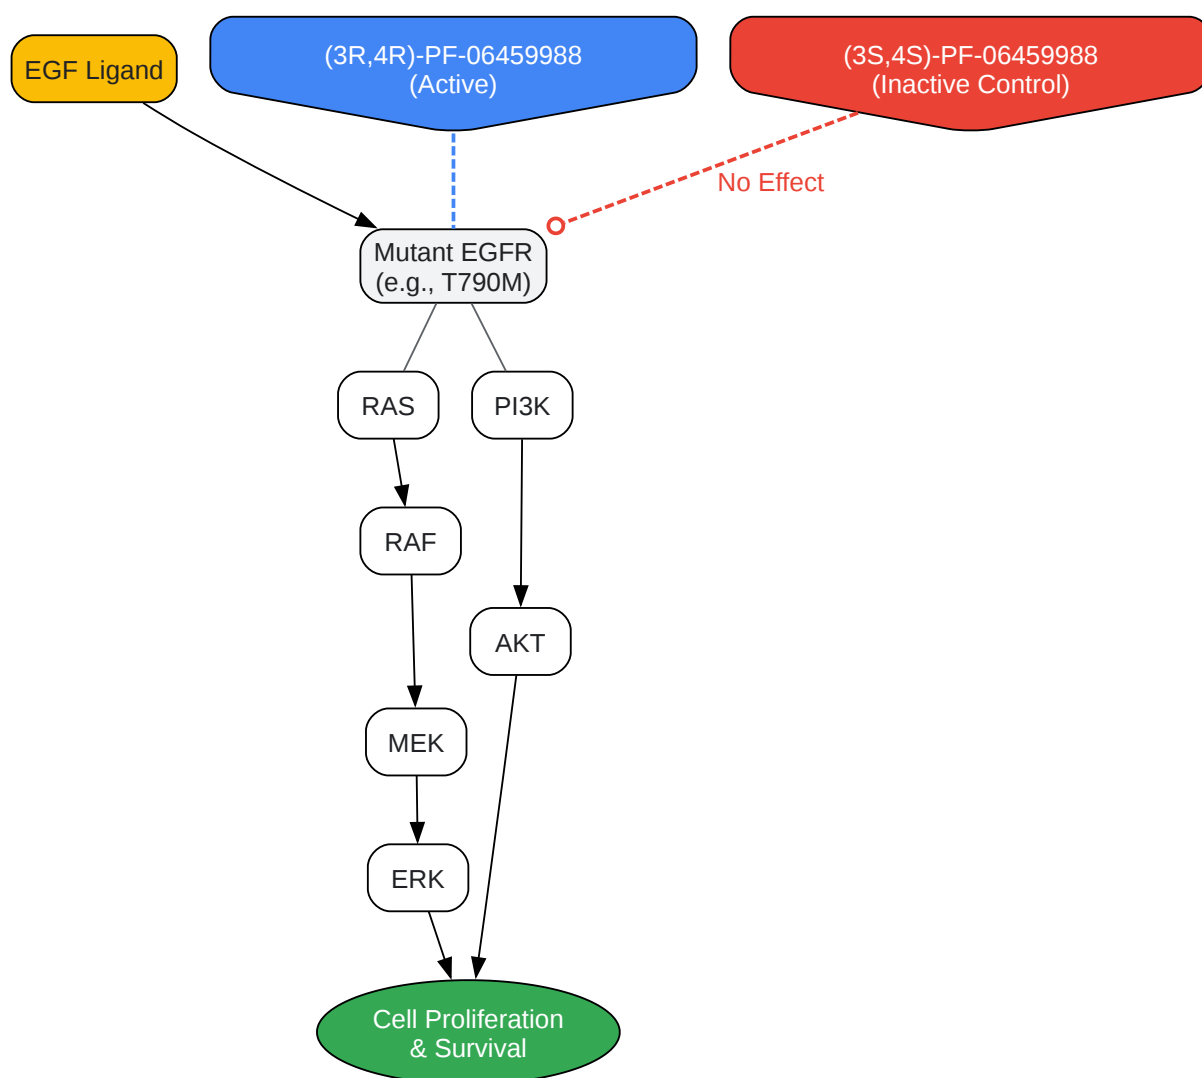 EGF Ligand
(3R,4R)-PF-06459988
(Active)
(3S,4S)-PF-06459988
(Inactive Control)
No Effect
Mutant EGFR
(e.g., T790M)
RAS
PI3K
RAF
AKT
MEK
ERK
Cell Proliferation
& Survival